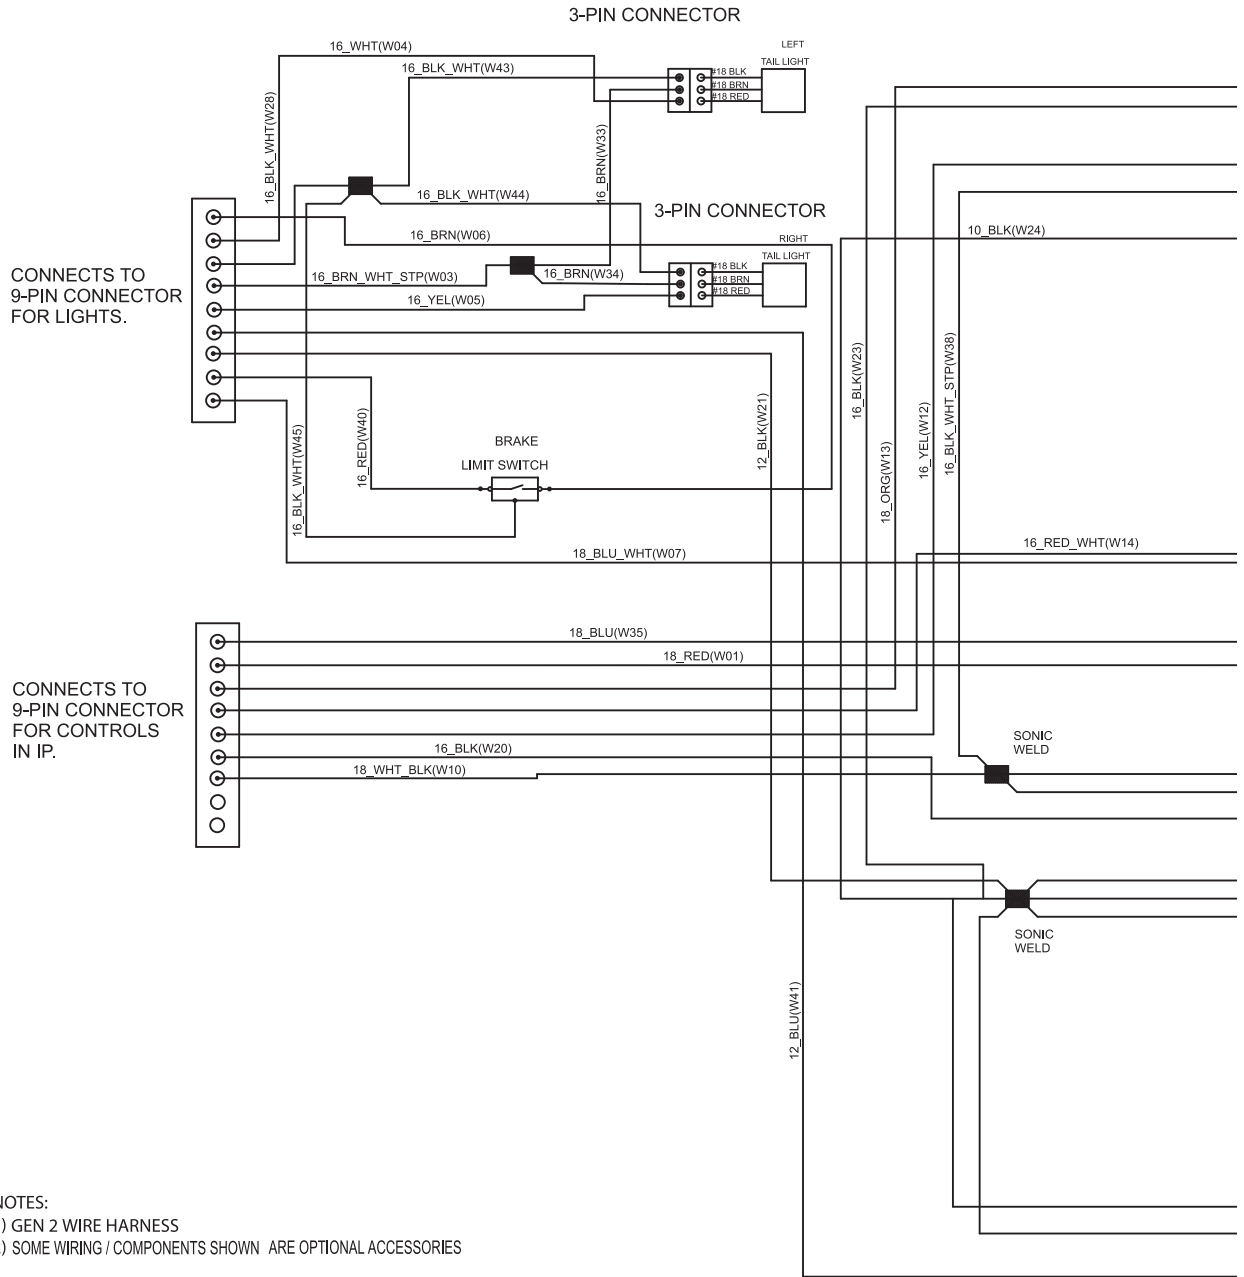 3-PIN CONNECTOR
16_WHT(W04)
LEFT
TAIL LIGHT
16_BLK_WHT(W43)
#18 BLK
#18 BRN
#18 RED
16_BLK_WHT(W28)
16_BRN(W33)
16_BLK_WHT(W44)
3-PIN CONNECTOR
16_BRN(W06)
RIGHT
TAIL LIGHT
10_BLK(W24)
CONNECTS TO
9-PIN CONNECTOR
FOR LIGHTS.
16_BRN_WHT_STP(W03)
16_BRN(W34)
#18 BLK
#18 BRN
#18 RED
16_YEL(W05)
16_BLK(W23)
16_BLK_WHT_STP(W38)
12_BLK(W21)
16_YEL(W12)
18_ORG(W13)
16_BLK_WHT(W45)
16_RED(W40)
BRAKE
LIMIT SWITCH
16_RED_WHT(W14)
18_BLU_WHT(W07)
18_BLU(W35)
18_RED(W01)
CONNECTS TO
9-PIN CONNECTOR
FOR CONTROLS
IN IP.
16_BLK(W20)
18_WHT_BLK(W10)
SONIC
WELD
SONIC
WELD
12_BLU(W41)
NOTES:
) GEN 2 WIRE HARNESS
) SOME WIRING / COMPONENTS SHOWN ARE OPTIONAL ACCESSORIES